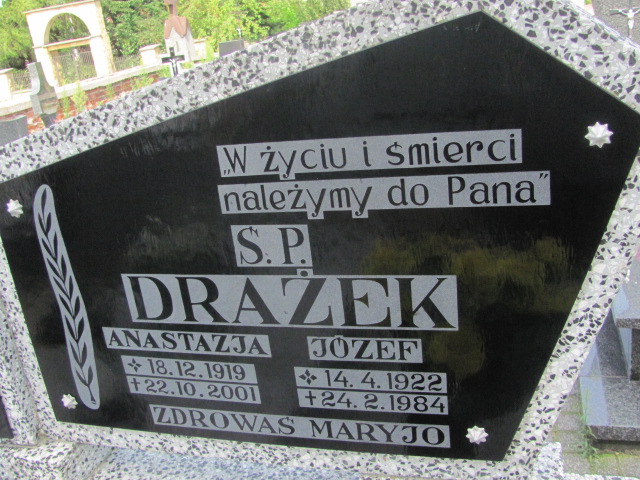 „W życiu i śmierci
należymy do Pana”
Ś.P.
DRAŻEK
ANASTAZJA JÓZEF
18.12.1919 14.4.1922
†22.10.2001 †24.2.1984
ZDROWAŚ MARYJO